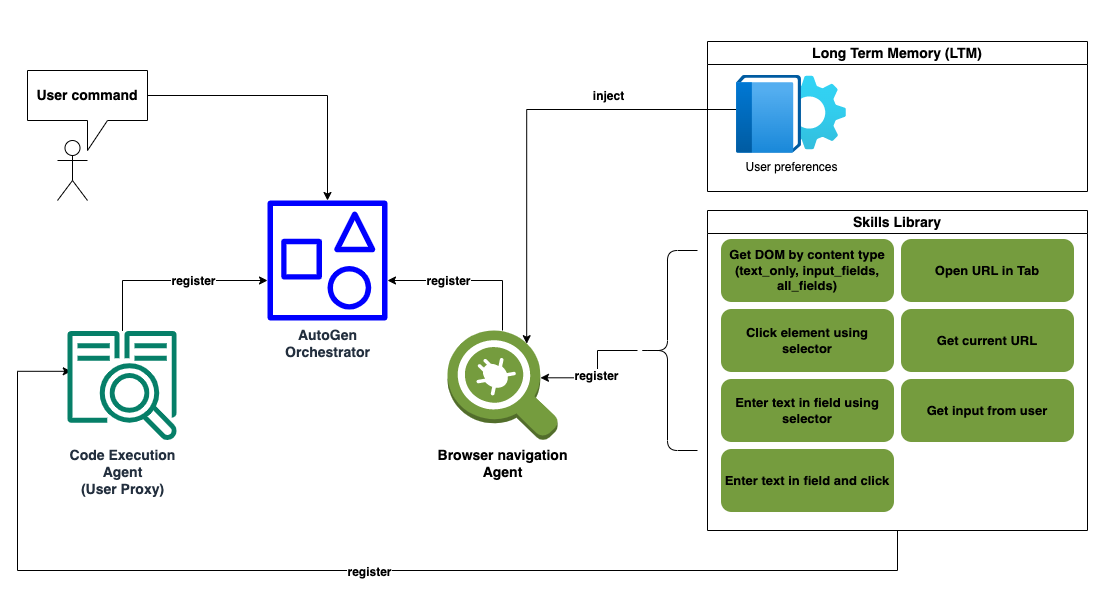 Long Term Memory (LTM)
User command
inject
User preferences
Skills Library
Get DOM by content type
(text_only, input_fields,
all_fields)
Open URL in Tab
register
register
AutoGen
Orchestrator
Click element using
selector
Get current URL
register
Enter text in field using
selector
Get input from user
Code Execution
Agent
(User Proxy)
Browser navigation
Agent
Enter text in field and click
register